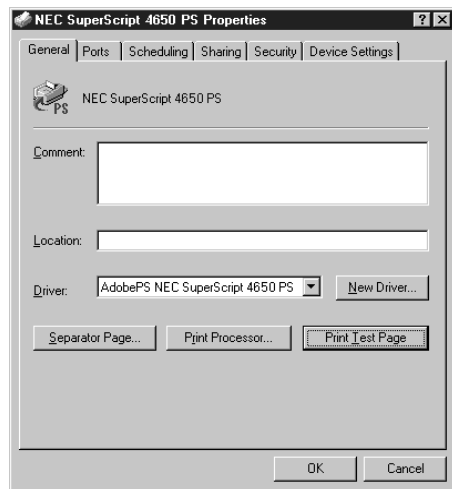 NEC SuperScript 4650 PS Properties
General Ports Scheduling Sharing Security Device Settings
PS
NEC SuperScript 4650 PS
Comment:
Location:
Driver: AdobePS NEC SuperScript 4650 PS New Driver...
Separator Page... Print Processor... Print Test Page
OK Cancel